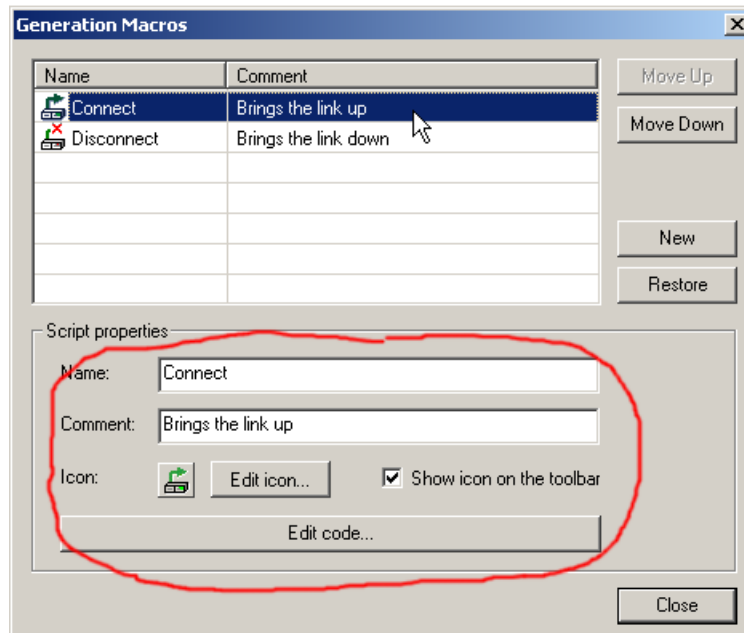 Generation Macros
Name Comment
Connect Brings the link up
Disconnect Brings the link down
Move Up
Move Down
New
Restore
Script properties
Name: Connect
Comment: Brings the link up
Icon: Edit icon... Show icon on the toolbar
Edit code...
Close